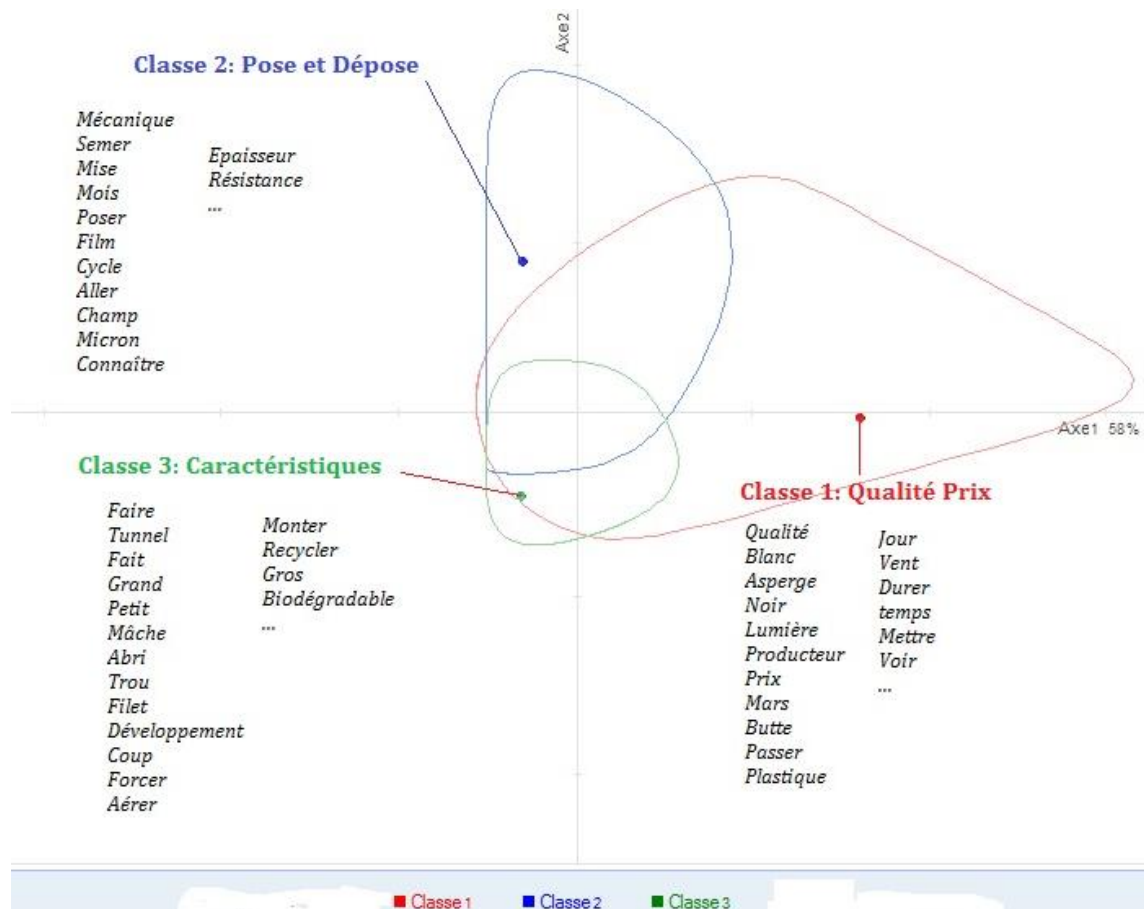 Axe2
Classe 2: Pose et Dépose
Mécanique
Semer
Mise
Mois
Poser
Film
Cycle
Aller
Champ
Micron
Connaître
Epaisseur
Résistance
...
Axe1 58%
Classe 3: Caractéristiques
Faire
Tunnel
Fait
Grand
Petit
Mâche
Abri
Trou
Filet
Développement
Coup
Forcer
Aérer
Monter
Recycler
Gros
Biodégradable
...
Classe 1: Qualité Prix
Qualité
Blanc
Asperge
Noir
Lumière
Producteur
Prix
Mars
Butte
Passer
Plastique
Jour
Vent
Durer
temps
Mettre
Voir
...
Classe 1
Classe 2
Classe 3